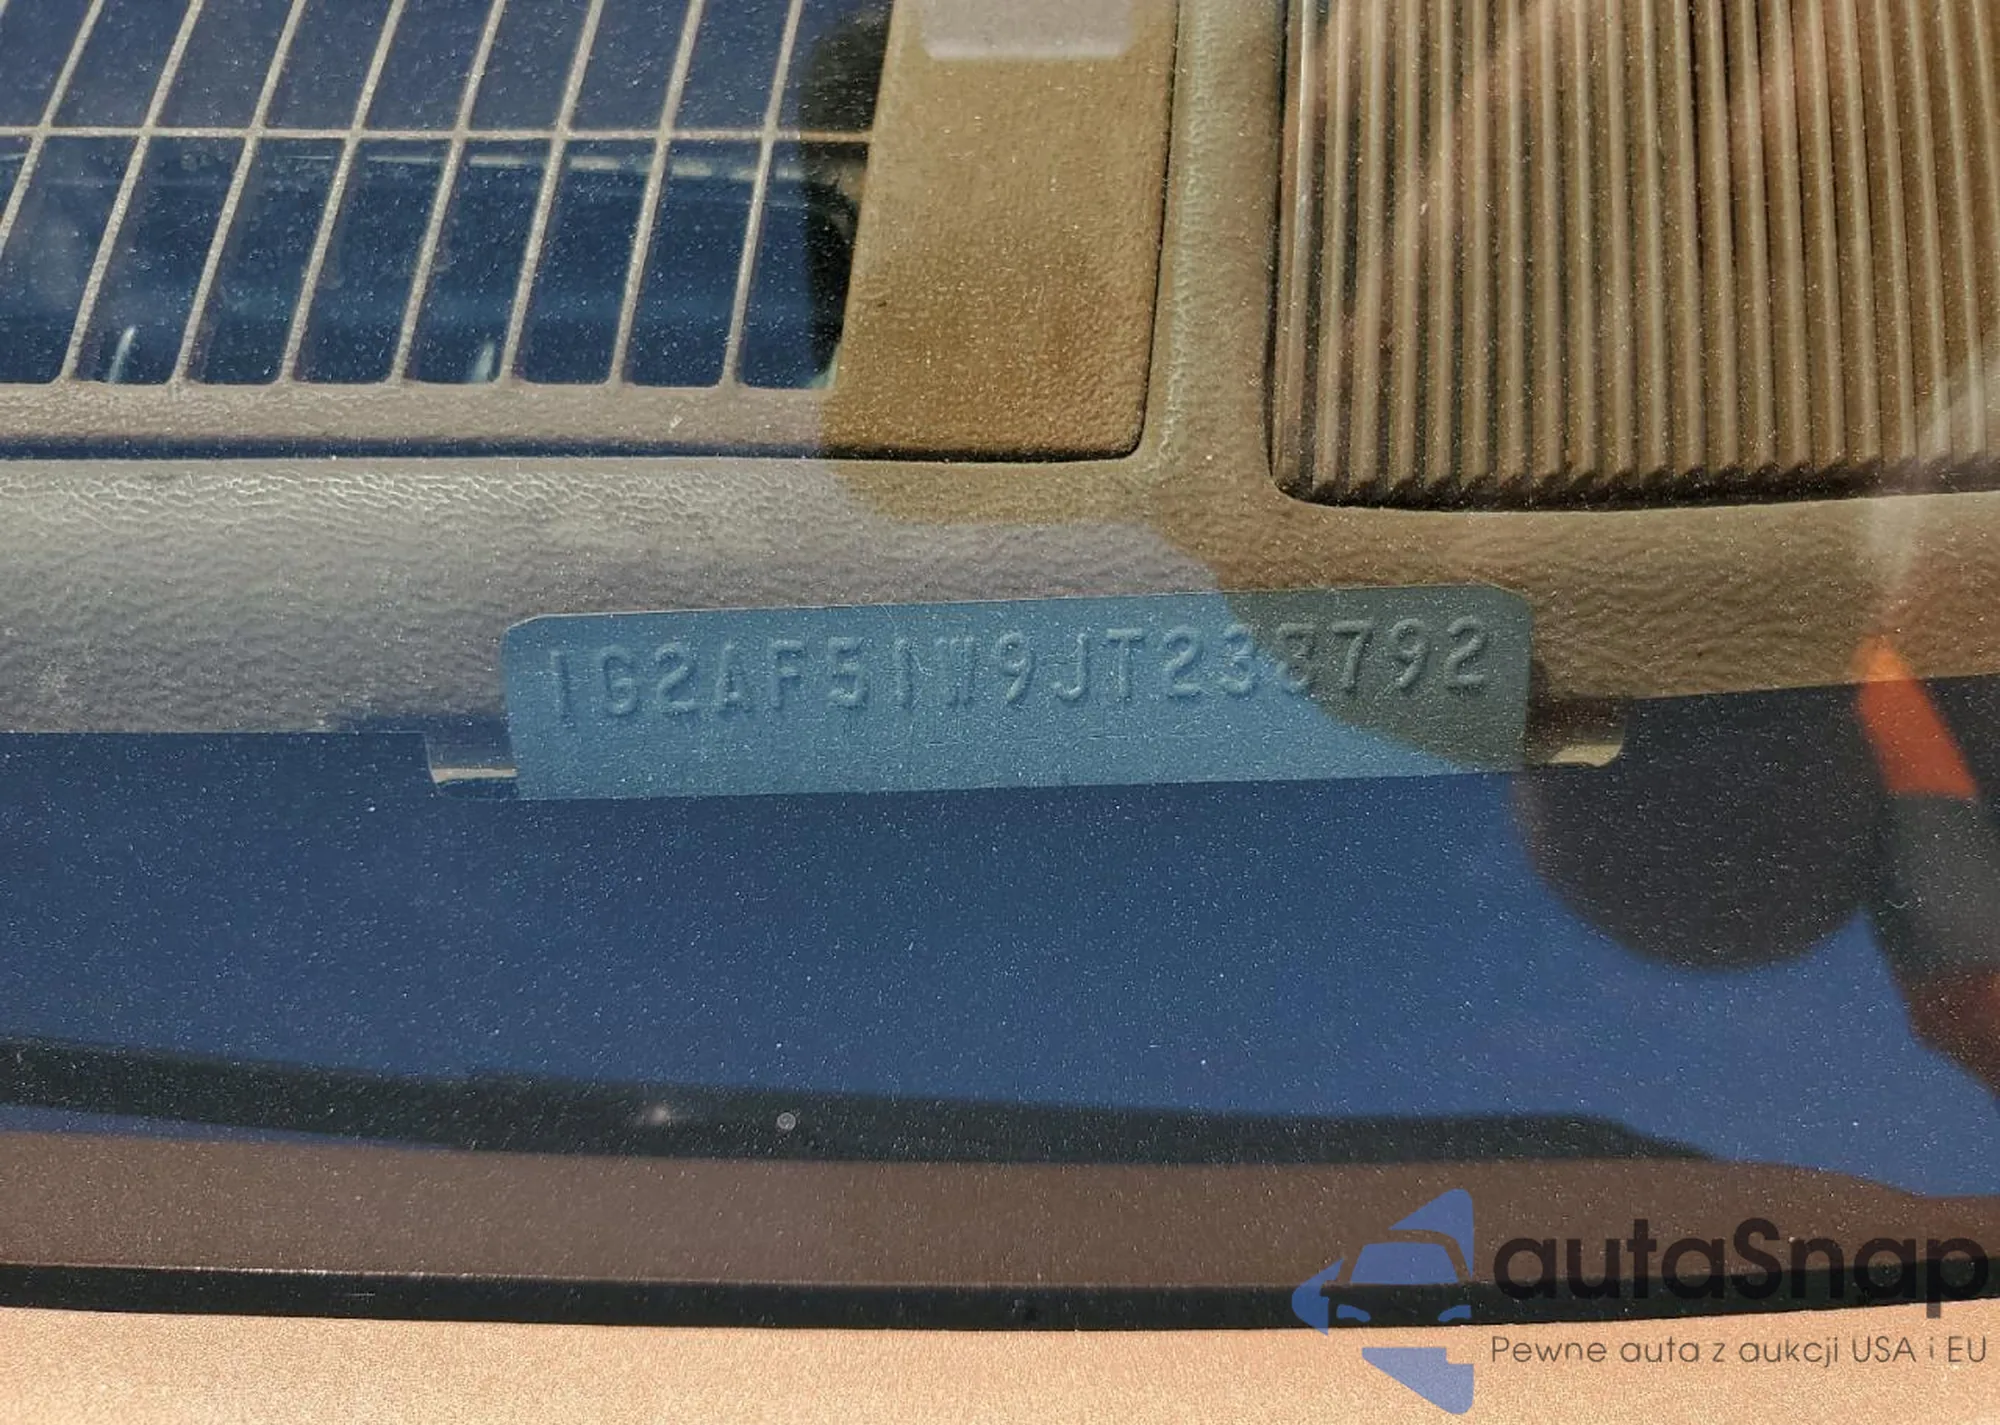 1G2AF51W9JT238792
autaSnap
Pewne auta z aukcji USA i EU